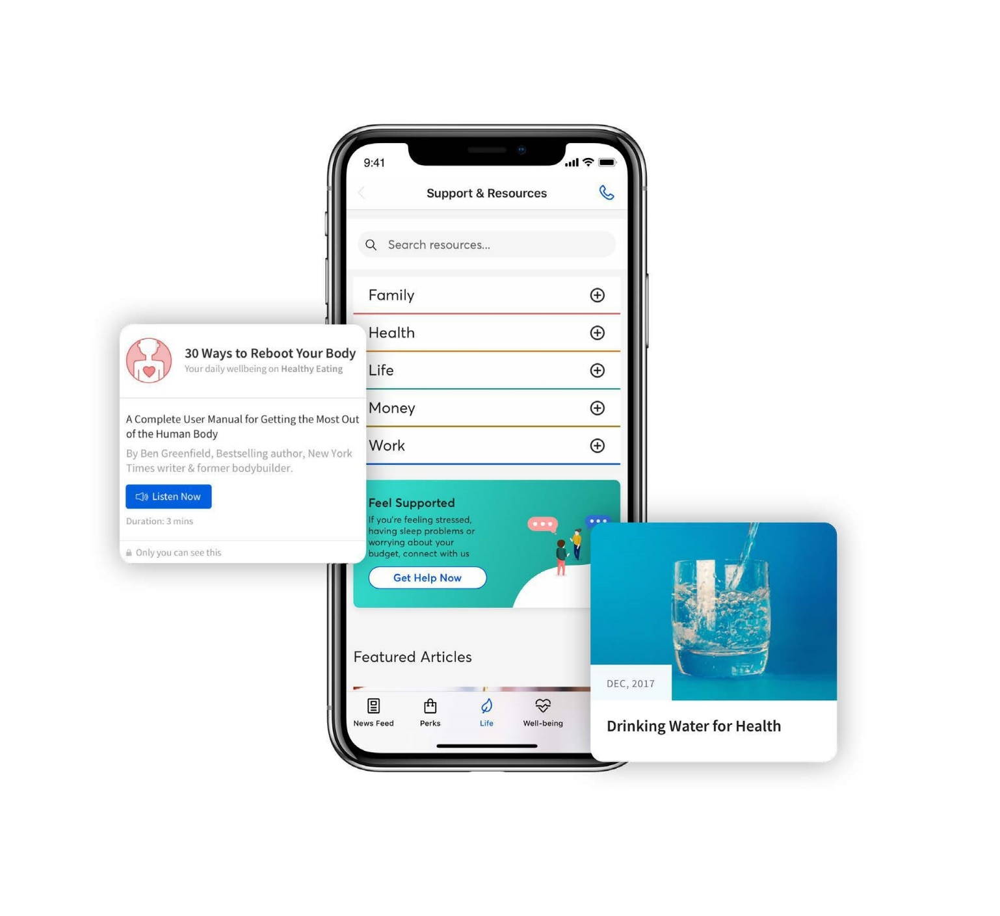 9:41
Support & Resources
Search resources...
Family
Health
Life
Money
Work
30 Ways to Reboot Your Body
Your daily wellbeing on Healthy Eating
A Complete User Manual for Getting the Most Out
of the Human Body
By Ben Greenfield, Bestselling author, New York
Times writer & former bodybuilder.
Listen Now
Duration: 3 mins
Only you can see this
Feel Supported
If you're feeling stressed,
having sleep problems or
worrying about your
budget, connect with us
Get Help Now
Featured Articles
News Feed
Perks
Life
Well-being
DEC, 2017
Drinking Water for Health